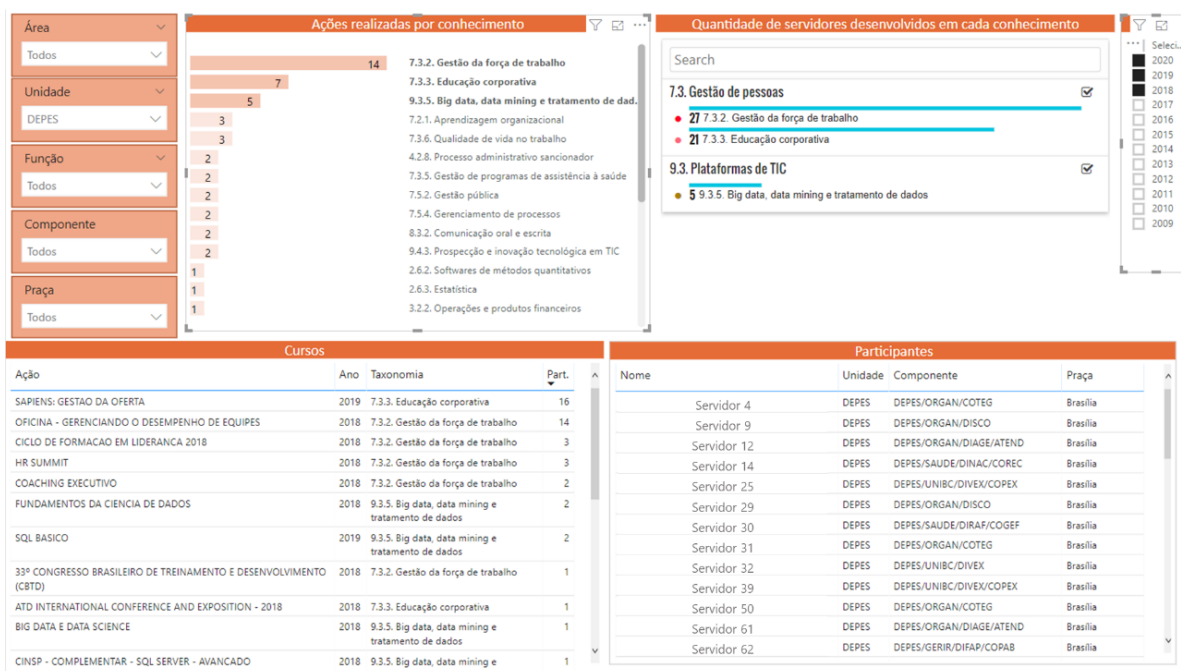 Área
Todos
Unidade
DEPES
Função
Todos
Componente
Todos
Praça
Todos
Ações realizadas por conhecimento
14 7.3.2. Gestão da força de trabalho
7 7.3.3. Educação corporativa
5 9.3.5. Big data, data mining e tratamento de dad...
3 7.2.1. Aprendizagem organizacional
3 7.3.6. Qualidade de vida no trabalho
2 4.2.8. Processo administrativo sancionador
2 7.3.5. Gestão de programas de assistência à saúde
2 7.5.2. Gestão pública
2 7.5.4. Gerenciamento de processos
2 8.3.2. Comunicação oral e escrita
2 9.4.3. Prospecção e inovação tecnológica em TIC
1 2.6.2. Softwares de métodos quantitativos
1 2.6.3. Estatística
1 3.2.2. Operações e produtos financeiros
Quantidade de servidores desenvolvidos em cada conhecimento
Search
7.3. Gestão de pessoas
27 7.3.2. Gestão da força de trabalho
21 7.3.3. Educação corporativa
9.3. Plataformas de TIC
5 9.3.5. Big data, data mining e tratamento de dados
Seleci...
2020
2019
2018
2017
2016
2015
2014
2013
2012
2011
2010
2009
Cursos
Ação Ano Taxonomia Part.
SAPIENS: GESTAO DA OFERTA 2019 7.3.3. Educação corporativa 16
OFICINA - GERENCIANDO O DESEMPENHO DE EQUIPES 2018 7.3.2. Gestão da força de trabalho 14
CICLO DE FORMACAO EM LIDERANCA 2018 2018 7.3.2. Gestão da força de trabalho 3
HR SUMMIT 2018 7.3.2. Gestão da força de trabalho 3
COACHING EXECUTIVO 2018 7.3.2. Gestão da força de trabalho 2
FUNDAMENTOS DA CIENCIA DE DADOS 2018 9.3.5. Big data, data mining e 2
tratamento de dados
SQL BASICO 2019 9.3.5. Big data, data mining e 2
tratamento de dados
33º CONGRESSO BRASILEIRO DE TREINAMENTO E DESENVOLVIMENTO 2018 7.3.2. Gestão da força de trabalho 1
(CBTD)
ATD INTERNATIONAL CONFERENCE AND EXPOSITION - 2018 2018 7.3.3. Educação corporativa 1
BIG DATA E DATA SCIENCE 2018 9.3.5. Big data, data mining e 1
tratamento de dados
CINSP - COMPLEMENTAR - SQL SERVER - AVANCADO 2018 9.3.5. Big data, data mining e 1
Participantes
Nome Unidade Componente Praça
Servidor 4 DEPES DEPES/ORGAN/COTEG Brasília
Servidor 9 DEPES DEPES/ORGAN/DISCO Brasília
Servidor 12 DEPES DEPES/ORGAN/DIAGE/ATEND Brasília
Servidor 14 DEPES DEPES/SAUDE/DINAC/COREC Brasília
Servidor 25 DEPES DEPES/UNIBC/DIVEX/COPEX Brasília
Servidor 29 DEPES DEPES/ORGAN/DISCO Brasília
Servidor 30 DEPES DEPES/SAUDE/DIRAF/COGEF Brasília
Servidor 31 DEPES DEPES/ORGAN/COTEG Brasília
Servidor 32 DEPES DEPES/UNIBC/DIVEX Brasília
Servidor 39 DEPES DEPES/UNIBC/DIVEX/COPEX Brasília
Servidor 50 DEPES DEPES/ORGAN/COTEG Brasília
Servidor 61 DEPES DEPES/ORGAN/DIAGE/ATEND Brasília
Servidor 62 DEPES DEPES/GERIR/DIFAP/COPAB Brasília